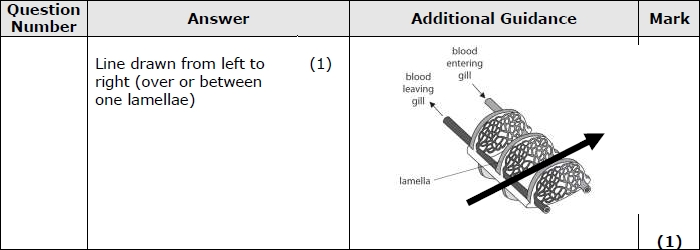 Question
Number
Answer
Additional Guidance
Mark
Line drawn from left to
right (over or between
one lamellae)
(1)
blood
entering
gill
blood
leaving
gill
lamella
(1)